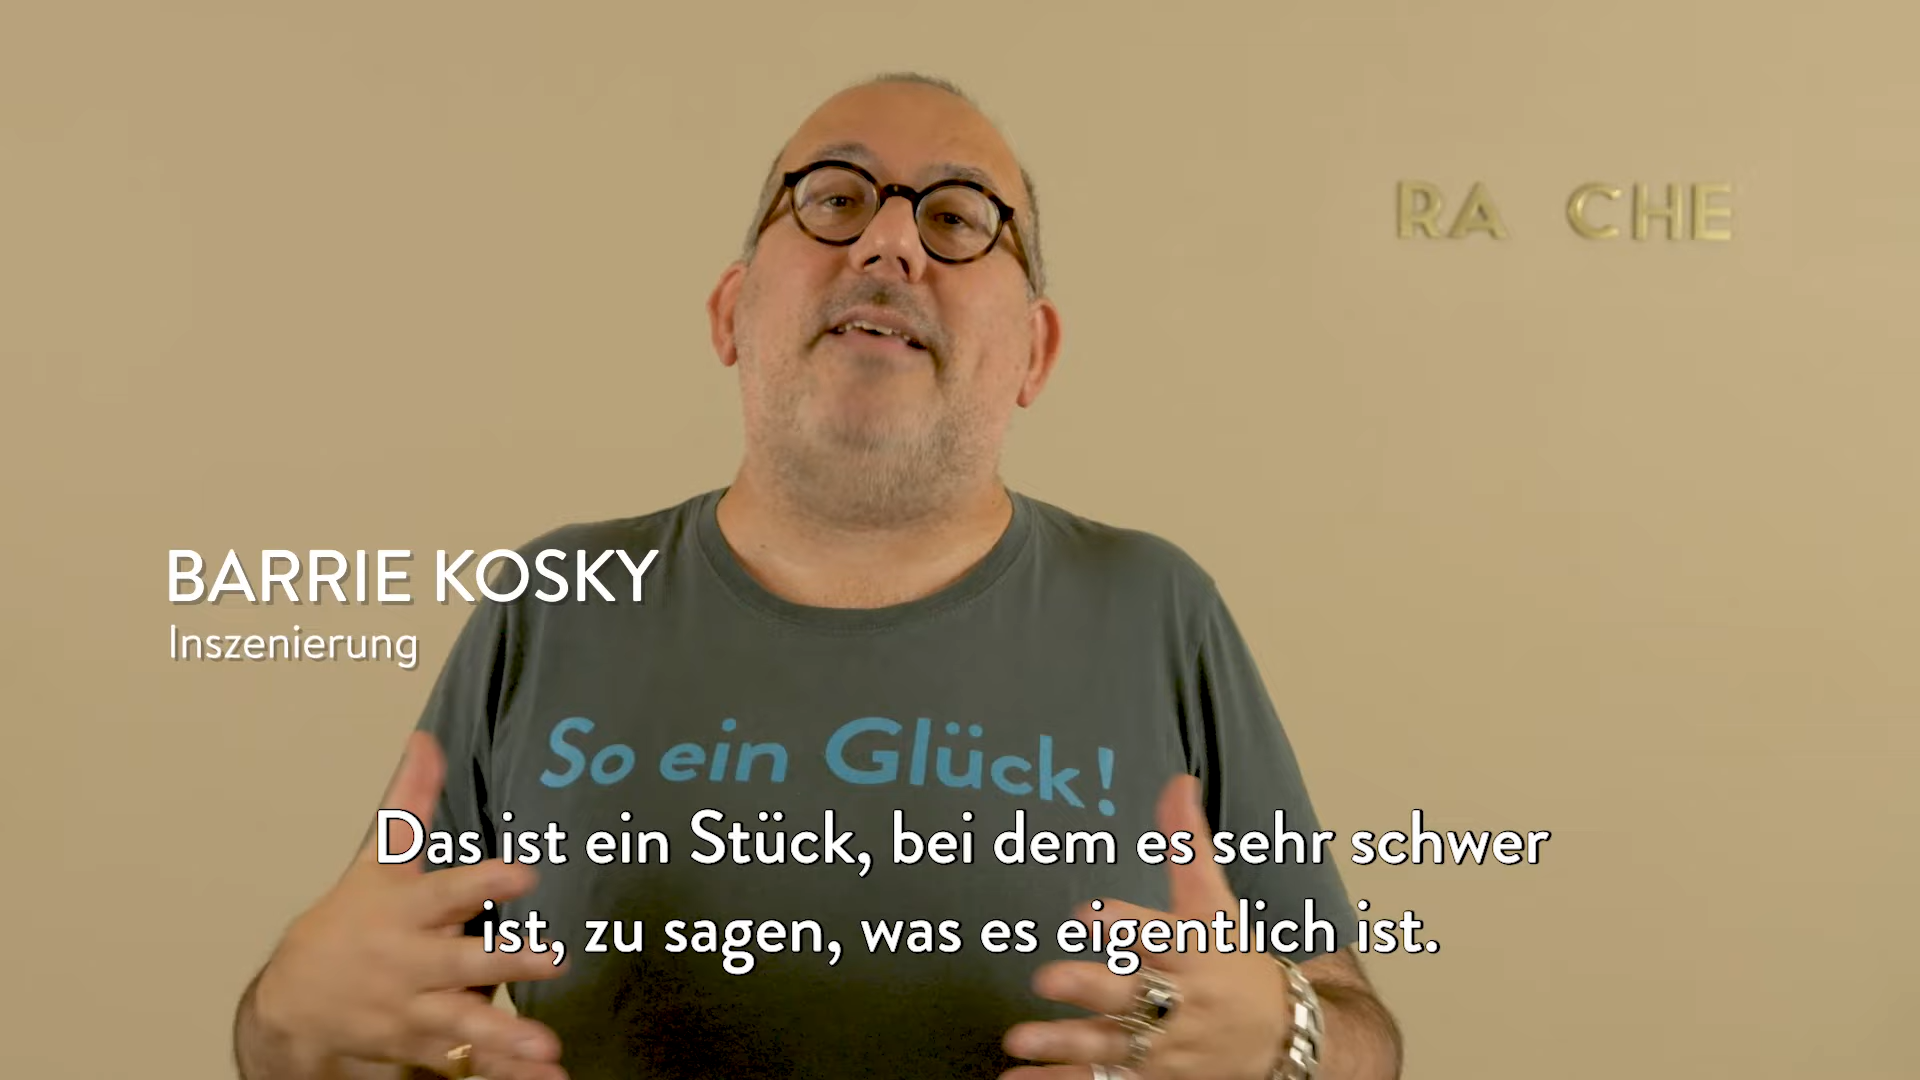 RA CHE
BARRIE KOSKY
Inszenierung
So ein Glück!
Das ist ein Stück, bei dem es sehr schwer
ist, zu sagen, was es eigentlich ist.